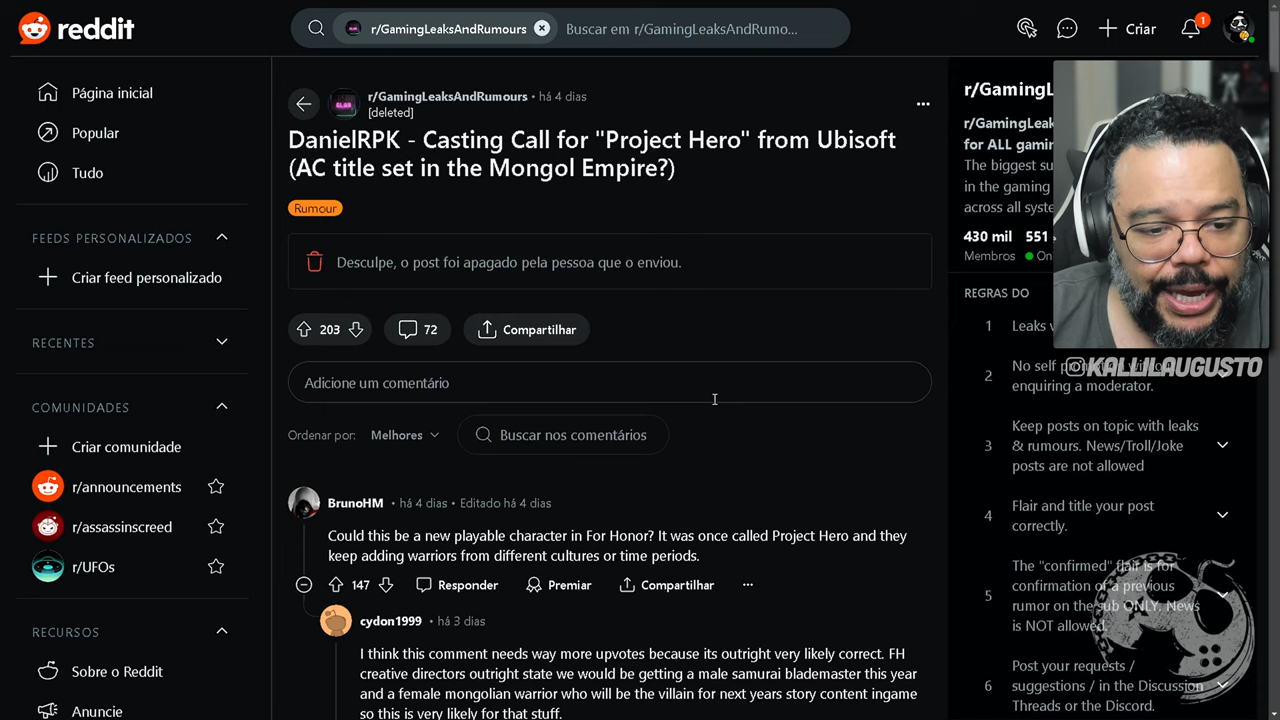 reddit
r/GamingLeaksAndRumours
Buscar em r/GamingLeaksAndRumo...
Criar
1
Página inicial
Popular
Tudo
FEEDS PERSONALIZADOS
Criar feed personalizado
RECENTES
COMUNIDADES
Criar comunidade
r/announcements
r/assassinscreed
r/UFOs
RECURSOS
Sobre o Reddit
Anuncie
r/GamingLeaksAndRumours • há 4 dias
[deleted]
DanielRPK - Casting Call for "Project Hero" from Ubisoft
(AC title set in the Mongol Empire?)
Rumour
Desculpe, o post foi apagado pela pessoa que o enviou.
203
72
Compartilhar
Adicione um comentário
Ordenar por: Melhores
Buscar nos comentários
BrunoHM • há 4 dias • Editado há 4 dias
Could this be a new playable character in For Honor? It was once called Project Hero and they
keep adding warriors from different cultures or time periods.
147
Responder
Premiar
Compartilhar
cydon1999 • há 3 dias
I think this comment needs way more upvotes because its outright very likely correct. FH
creative directors outright state we would be getting a male samurai blademaster this year
and a female mongolian warrior who will be the villain for next years story content ingame
so this is very likely for that stuff.
r/GamingL
r/GamingLeak
for ALL gamin
The biggest su
in the gaming
across all syste
430 mil 551
Membros On
REGRAS DO
1 Leaks
KALLILAUGUSTO
2 No self
enquiring a moderator.
3 Keep posts on topic with leaks
& rumours. News/Troll/Joke
posts are not allowed
4 Flair and title your post
correctly.
5 The "confirmed" flair is for
confirmation of a previous
rumor on the sub ONLY. News
is NOT allowed.
6 Post your requests /
suggestions / in the Discussion
Threads or the Discord.